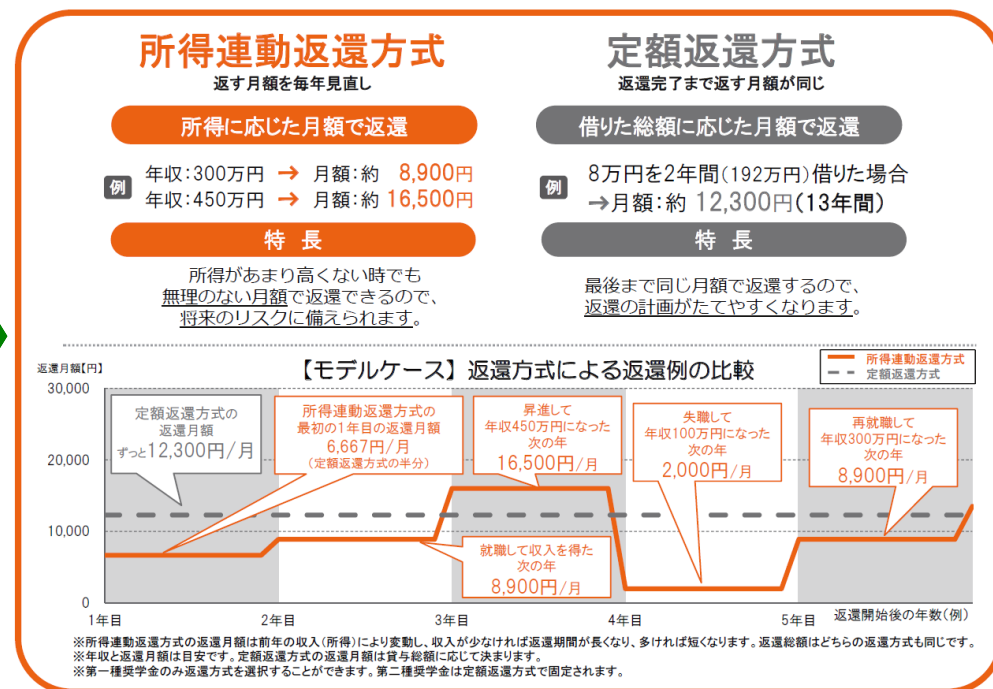 所得連動返還方式
返す月額を毎年見直し
所得に応じた月額で返還
例
年収:300万円 → 月額:約 8,900円
年収:450万円 → 月額:約 16,500円
特 長
所得があまり高くない時でも
無理のない月額で返還できるので、
将来のリスクに備えられます。
定額返還方式
返還完了まで返す月額が同じ
借りた総額に応じた月額で返還
例
8万円を2年間(192万円)借りた場合
→月額:約 12,300円(13年間)
特 長
最後まで同じ月額で返還するので、
返還の計画がたてやすくなります。
【モデルケース】返還方式による返還例の比較
所得連動返還方式
定額返還方式
返還月額【円】
30,000
20,000
10,000
0
定額返還方式の
返還月額
ずっと12,300円/月
所得連動返還方式の
最初の1年目の返還月額
6,667円/月
(定額返還方式の半分)
就職して収入を得た
次の年
8,900円/月
昇進して
年収450万円になった
次の年
16,500円/月
失職して
年収100万円になった
次の年
2,000円/月
再就職して
年収300万円になった
次の年
8,900円/月
1年目 2年目 3年目 4年目 5年目 返還開始後の年数(例)
※所得連動返還方式の返還月額は前年の収入(所得)により変動し、収入が少なければ返還期間が長くなり、多ければ短くなります。返還総額はどちらの返還方式も同じです。
※年収と返還月額は目安です。定額返還方式の返還月額は貸与総額に応じて決まります。
※第一種奨学金のみ返還方式を選択することができます。第二種奨学金は定額返還方式で固定されます。